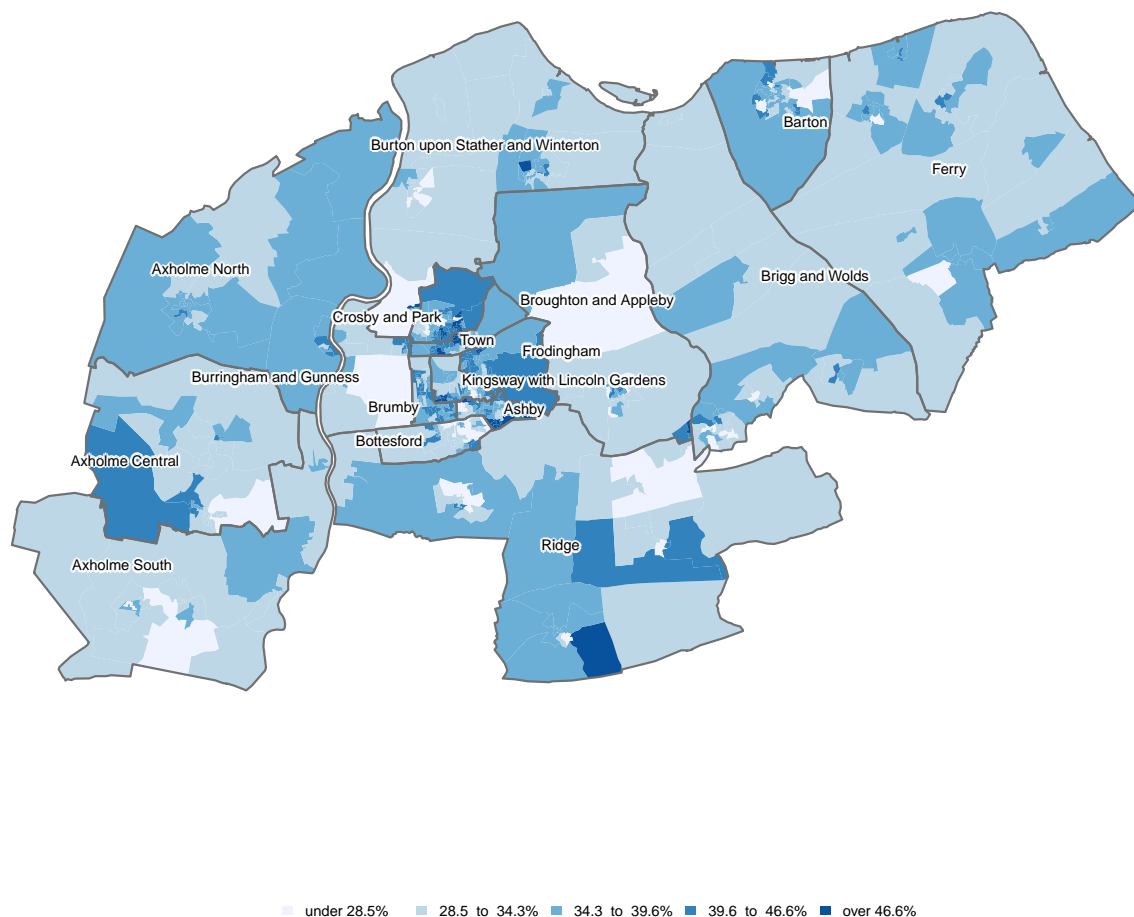 Barton
Burton upon Stather and Winterton
Ferry
Axholme North
Brigg and Wolds
Broughton and Appleby
Crosby and Park
Town
Frodingham
Burringham and Gunness
Kingsway with Lincoln Gardens
Brumby
Ashby
Bottesford
Axholme Central
Ridge
Axholme South
under 28.5% 28.5 to 34.3% 34.3 to 39.6% 39.6 to 46.6% over 46.6%